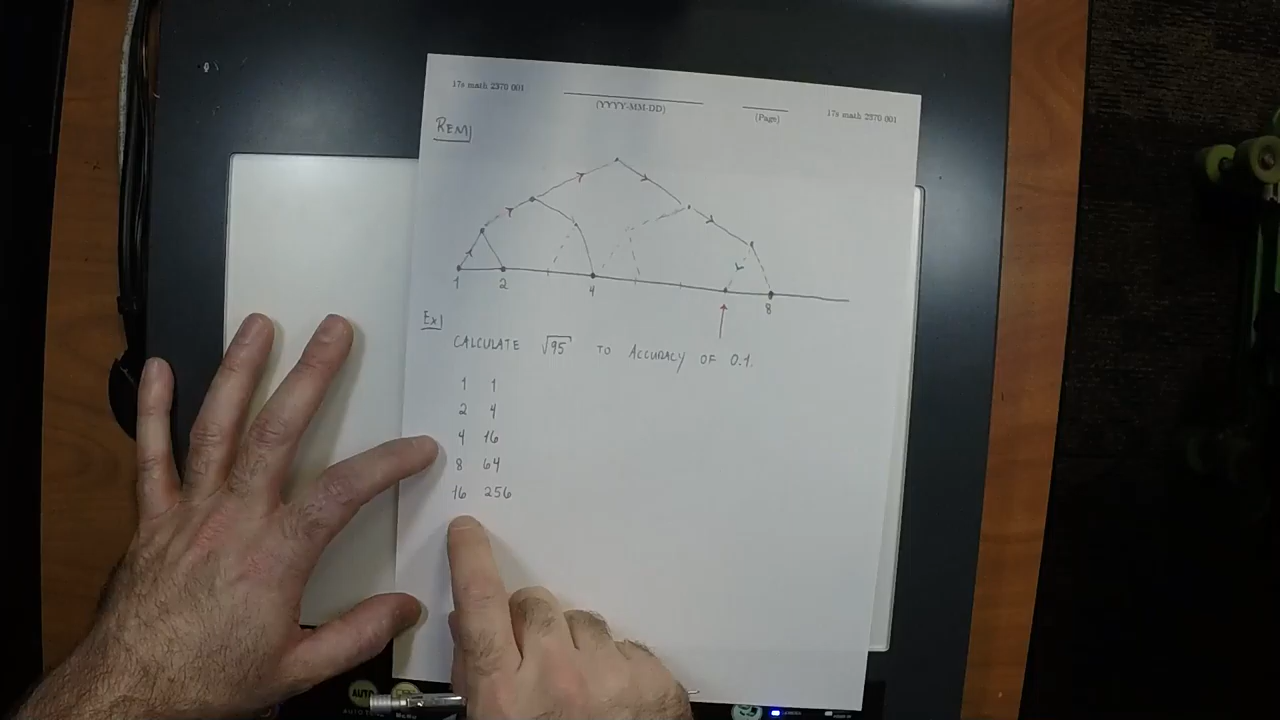 17s math 2370 001
(YYYY-MM-DD)
(Page)
17s math 2370 001
REM
1 2 4 8
Ex
CALCULATE √95 TO ACCURACY OF 0.1.
1 1
2 4
4 16
8 64
16 256
AUTO